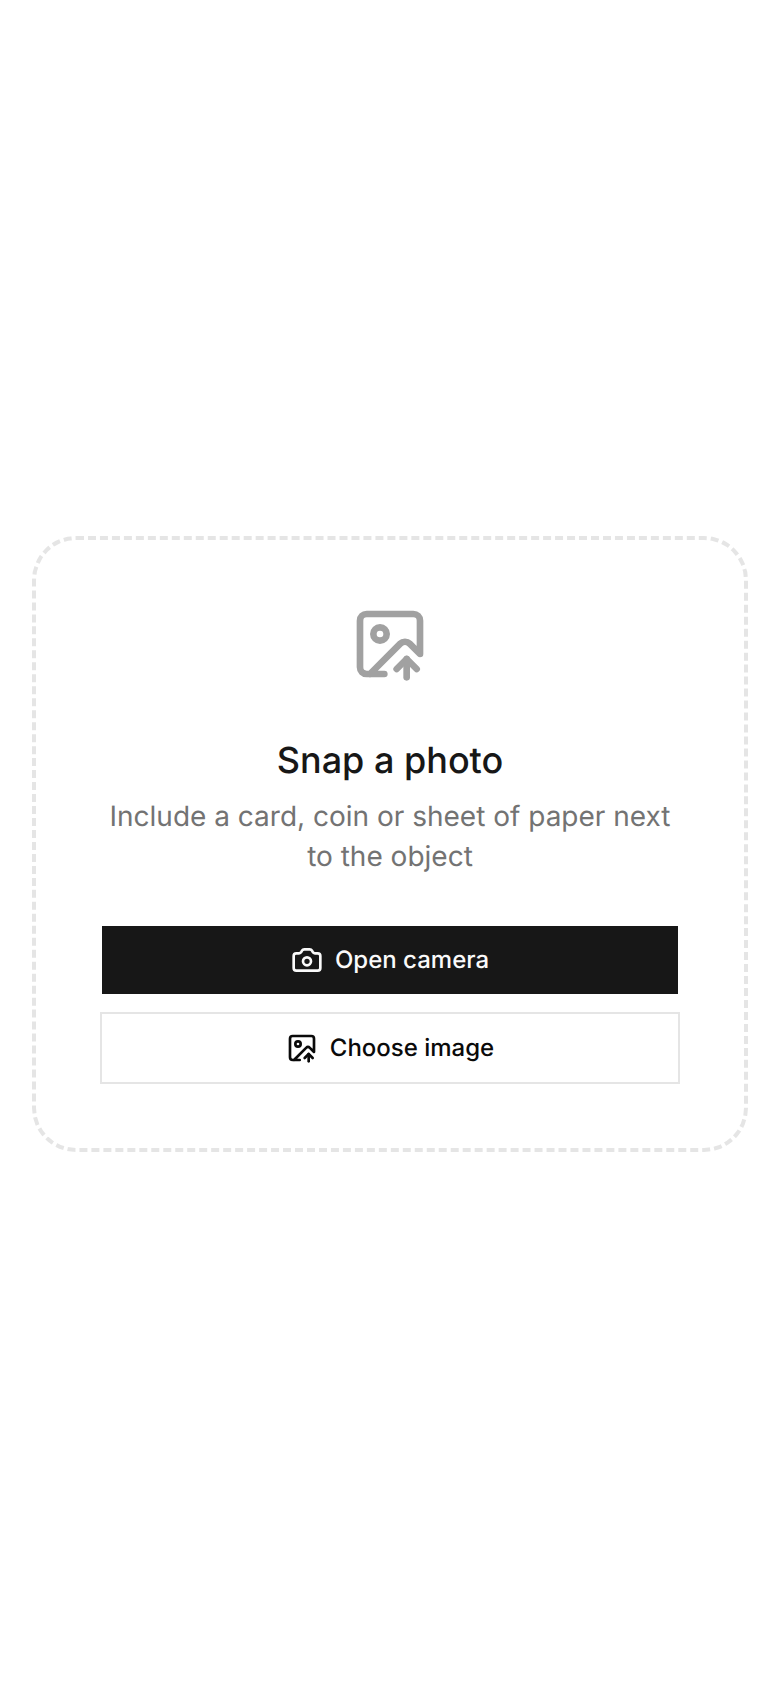 Snap a photo
Include a card, coin or sheet of paper next
to the object
Open camera
Choose image